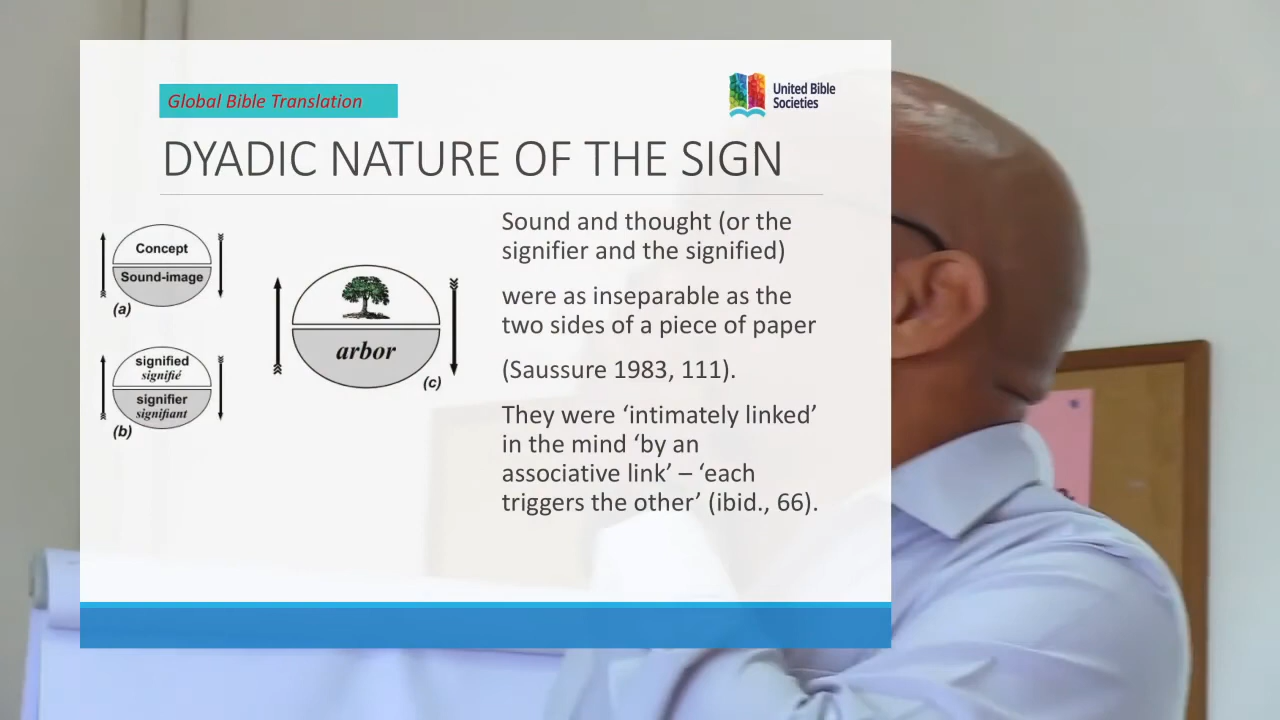 Global Bible Translation
United Bible
Societies
DYADIC NATURE OF THE SIGN
Concept
Sound-image
(a)
signified
signifié
signifier
signifiant
(b)
arbor
(c)
Sound and thought (or the
signifier and the signified)
were as inseparable as the
two sides of a piece of paper
(Saussure 1983, 111).
They were ‘intimately linked’
in the mind ‘by an
associative link’ – ‘each
triggers the other’ (ibid., 66).